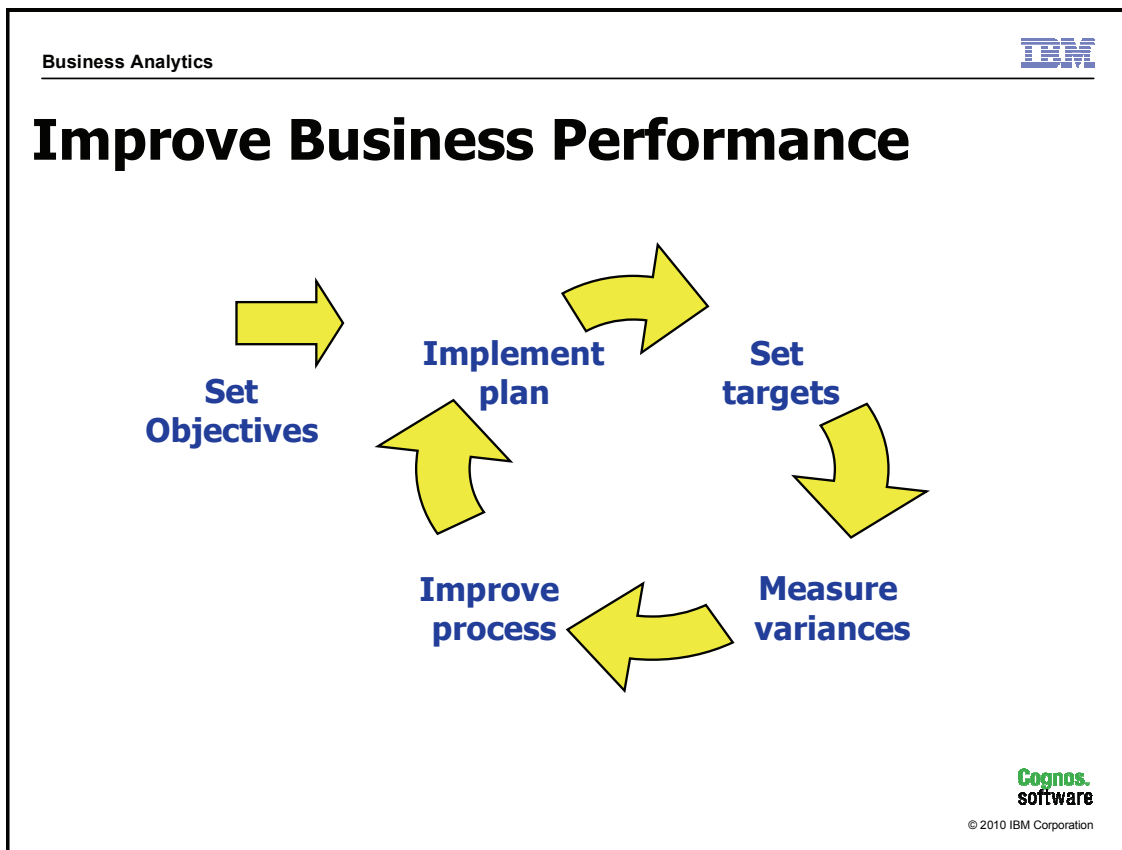 Business Analytics
IBM
Improve Business Performance
Set
Objectives
Implement
plan
Set
targets
Measure
variances
Improve
process
Cognos.
software
© 2010 IBM Corporation